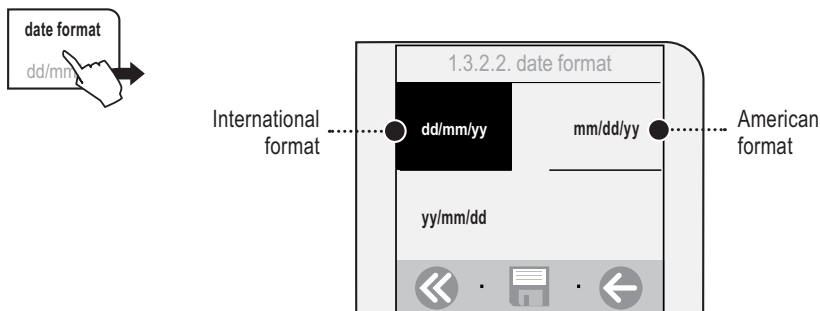 date format
dd/mm
1.3.2.2. date format
International
format
dd/mm/yy
mm/dd/yy
American
format
yy/mm/dd